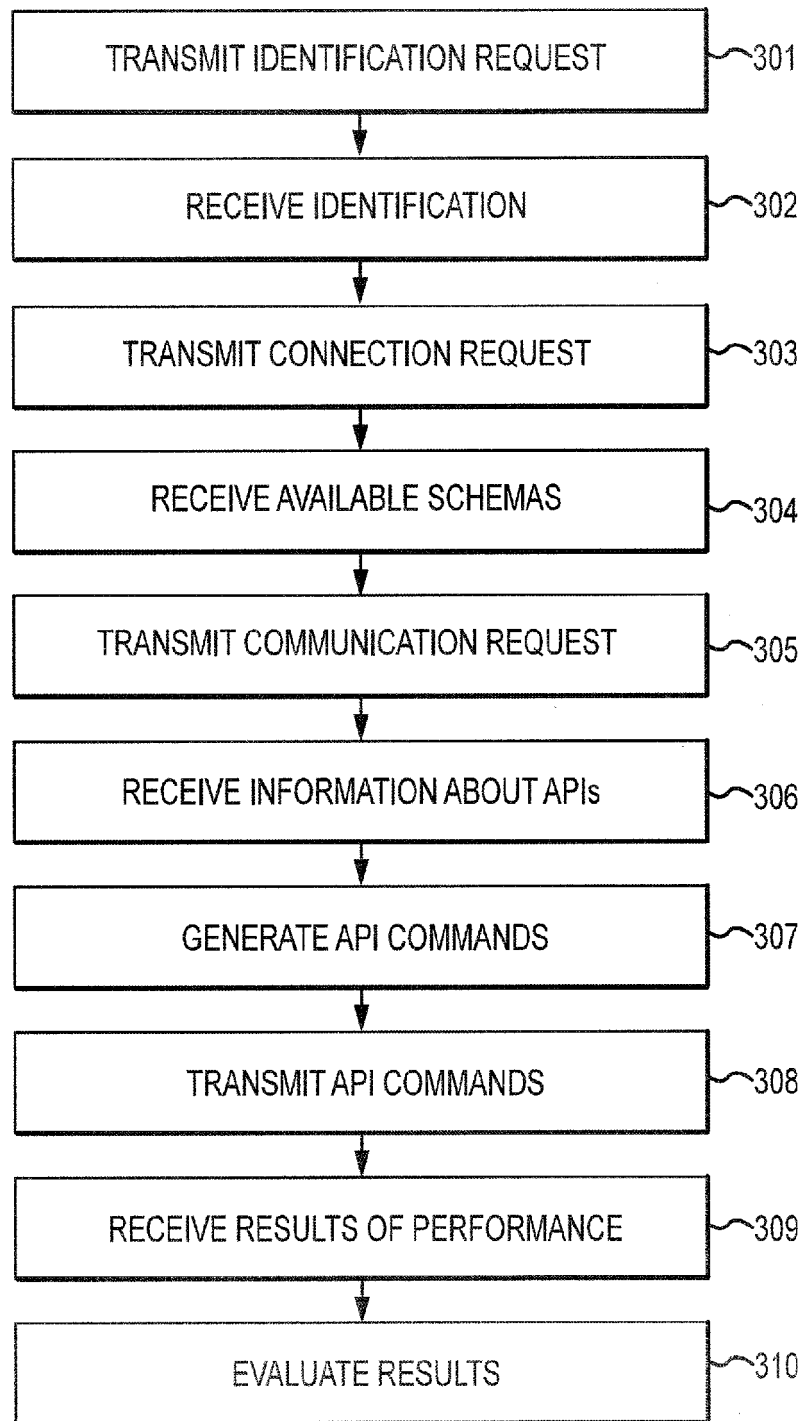 TRANSMIT IDENTIFICATION REQUEST 301
RECEIVE IDENTIFICATION 302
TRANSMIT CONNECTION REQUEST 303
RECEIVE AVAILABLE SCHEMAS 304
TRANSMIT COMMUNICATION REQUEST 305
RECEIVE INFORMATION ABOUT APIs 306
GENERATE API COMMANDS 307
TRANSMIT API COMMANDS 308
RECEIVE RESULTS OF PERFORMANCE 309
EVALUATE RESULTS 310